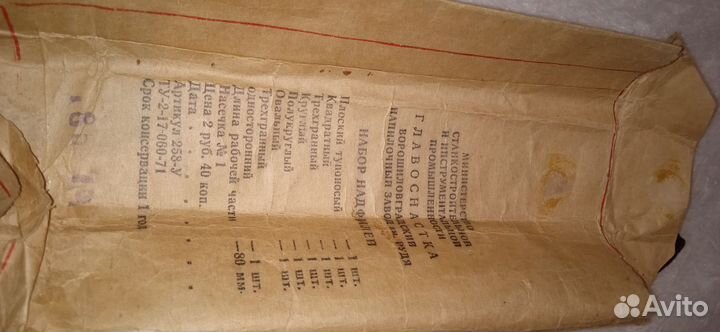 МИНИСТЕРСТВО
СТАНКОСТРОИТЕЛЬНОЙ
И ИНСТРУМЕНТАЛЬНОЙ
ПРОМЫШЛЕННОСТИ
ГЛАВОСНАСТКА
ВОРОШИЛОВГРАДСКИЙ
НАПИЛОЧНЫЙ ЗАВОД РУДЯ
НАБОР НАДФИЛЕЙ
Плоский тупоносый — 1 шт.
Квадратный — 1 шт.
Трехгранный — 1 шт.
Круглый — 1 шт.
Полукруглый — 1 шт.
Овальный — 1 шт.
Трехгранный
односторонний — 1 шт.
Длина рабочей части —80 мм.
Насечка № 1
Цена 2 руб. 40 коп.
Дата
Артикул 258-У
ТУ-2-17-060-71
Срок консервации 1 год
Avito